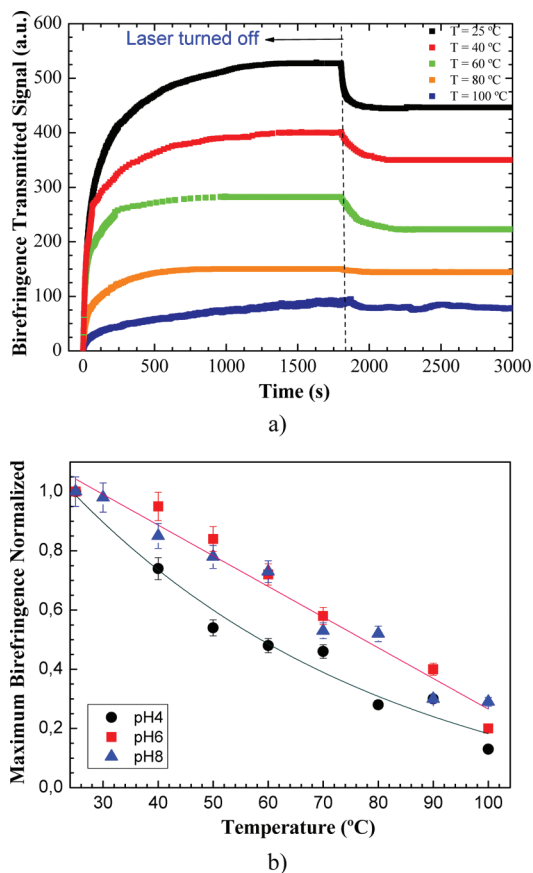 Laser turned off
T = 25 ºC
T = 40 ºC
T = 60 ºC
T = 80 ºC
T = 100 ºC
Birefringence Transmitted Signal (a.u.)
600
500
400
300
200
100
0
0 500 1000 1500 2000 2500 3000
Time (s)
a)
Maximum Birefringence Normalized
1,0
0,8
0,6
0,4
0,2
0,0
pH4
pH6
pH8
30 40 50 60 70 80 90 100
Temperature (ºC)
b)